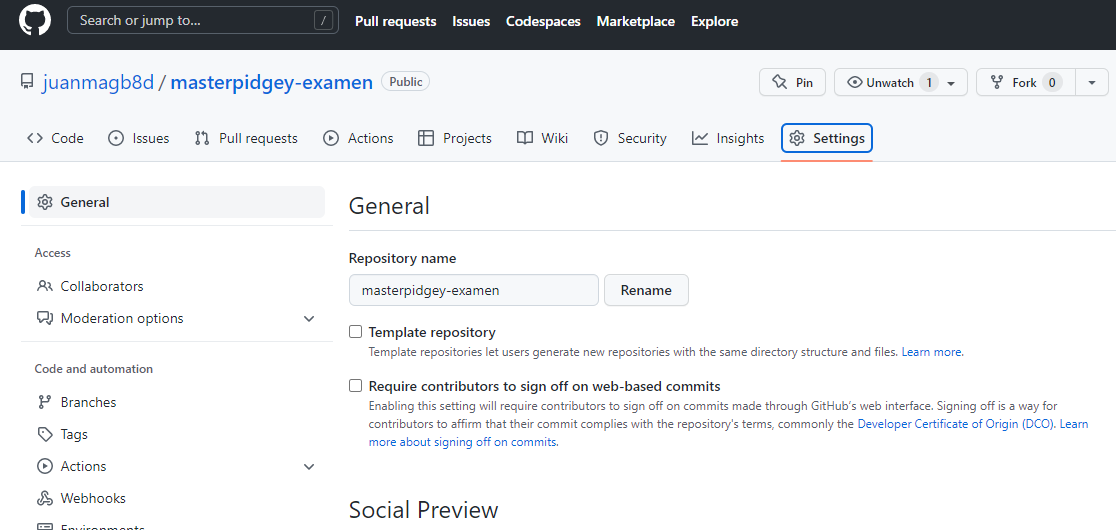 Search or jump to... /
Pull requests Issues Codespaces Marketplace Explore
juanmagb8d / masterpidgey-examen Public
Pin Unwatch 1 Fork 0
Code Issues Pull requests Actions Projects Wiki Security Insights Settings
General
Access
Collaborators
Moderation options
Code and automation
Branches
Tags
Actions
Webhooks
Environments
General
Repository name
masterpidgey-examen Rename
Template repository
Template repositories let users generate new repositories with the same directory structure and files. Learn more.
Require contributors to sign off on web-based commits
Enabling this setting will require contributors to sign off on commits made through GitHub's web interface. Signing off is a way for
contributors to affirm that their commit complies with the repository's terms, commonly the Developer Certificate of Origin (DCO). Learn
more about signing off on commits.
Social Preview